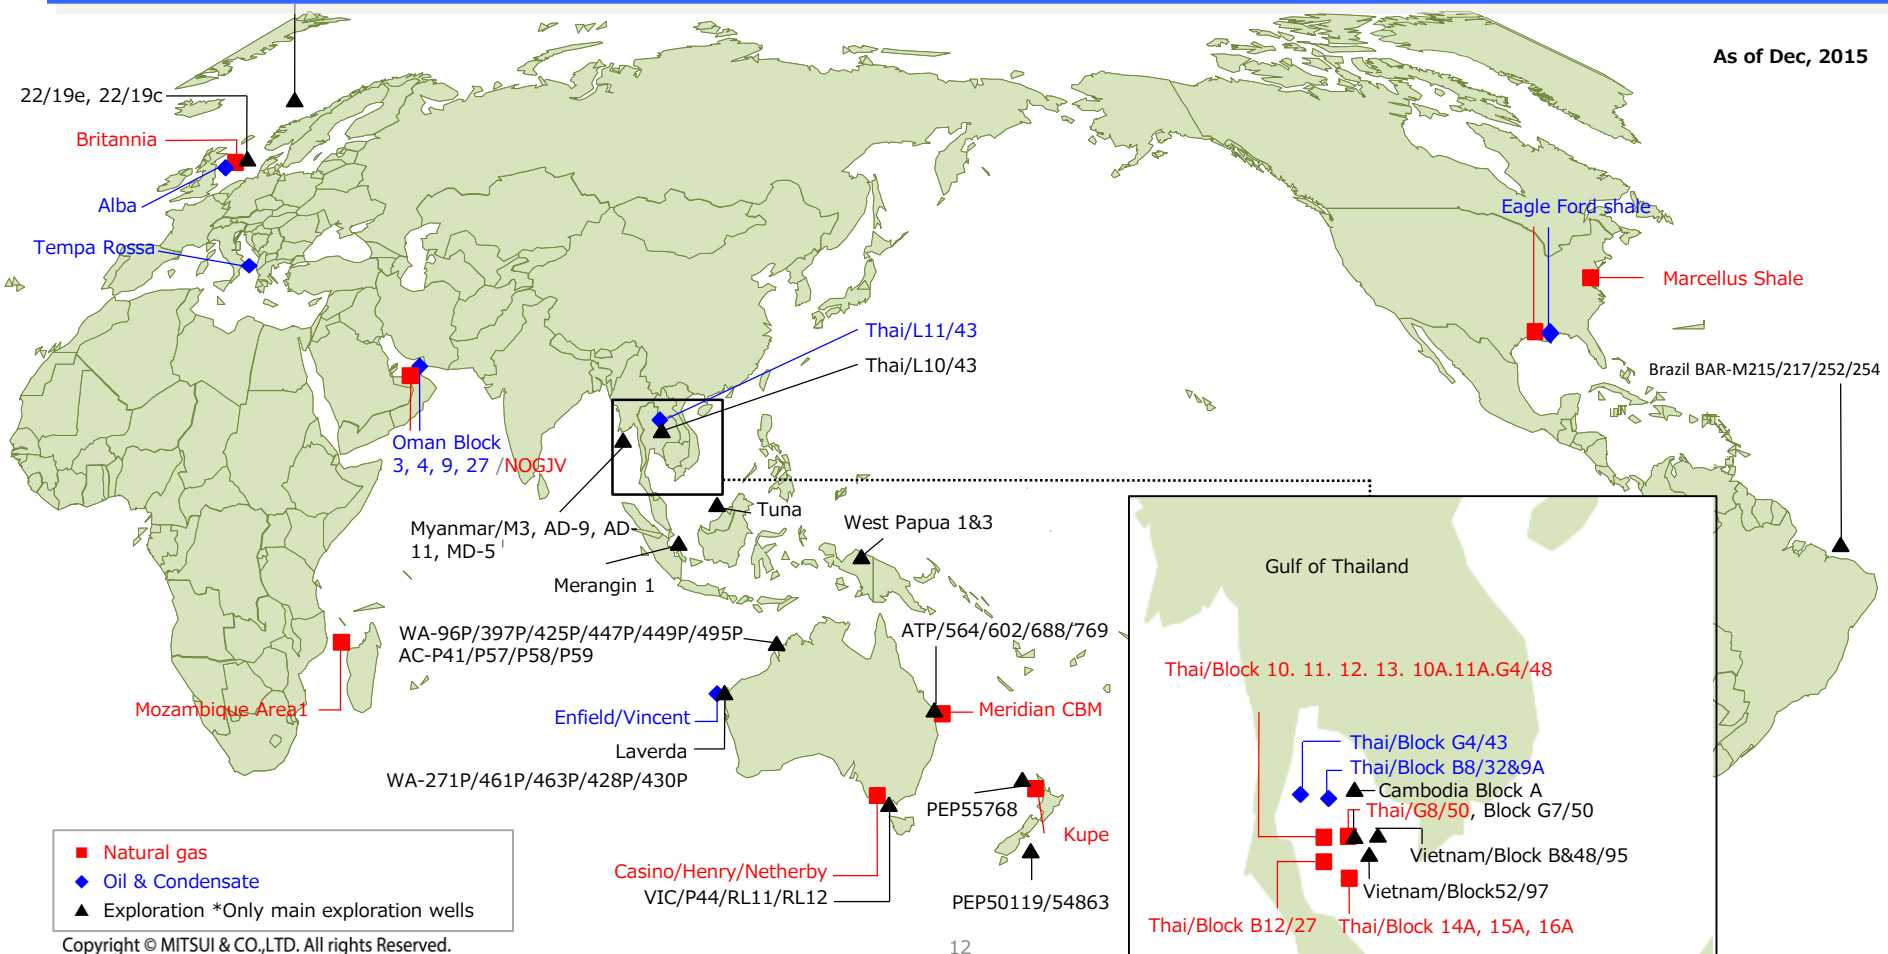 As of Dec, 2015
22/19e, 22/19c
Britannia
Alba
Tempa Rossa
Eagle Ford shale
Marcellus Shale
Thai/L11/43
Thai/L10/43
Brazil BAR-M215/217/252/254
Oman Block
3, 4, 9, 27 /NOGJV
Myanmar/M3, AD-9, AD-
11, MD-5
Tuna
West Papua 1&3
Merangin 1
WA-96P/397P/425P/447P/449P/495P
AC-P41/P57/P58/P59
ATP/564/602/688/769
Mozambique Area1
Enfield/Vincent
Meridian CBM
Laverda
WA-271P/461P/463P/428P/430P
PEP55768
Kupe
Casino/Henry/Netherby
VIC/P44/RL11/RL12
PEP50119/54863
Gulf of Thailand
Thai/Block 10. 11. 12. 13. 10A.11A.G4/48
Thai/Block G4/43
Thai/Block B8/32&9A
Cambodia Block A
Thai/G8/50, Block G7/50
Vietnam/Block B&48/95
Vietnam/Block52/97
Thai/Block B12/27
Thai/Block 14A, 15A, 16A
Natural gas
Oil & Condensate
Exploration *Only main exploration wells
Copyright © MITSUI & CO.,LTD. All rights Reserved.
12